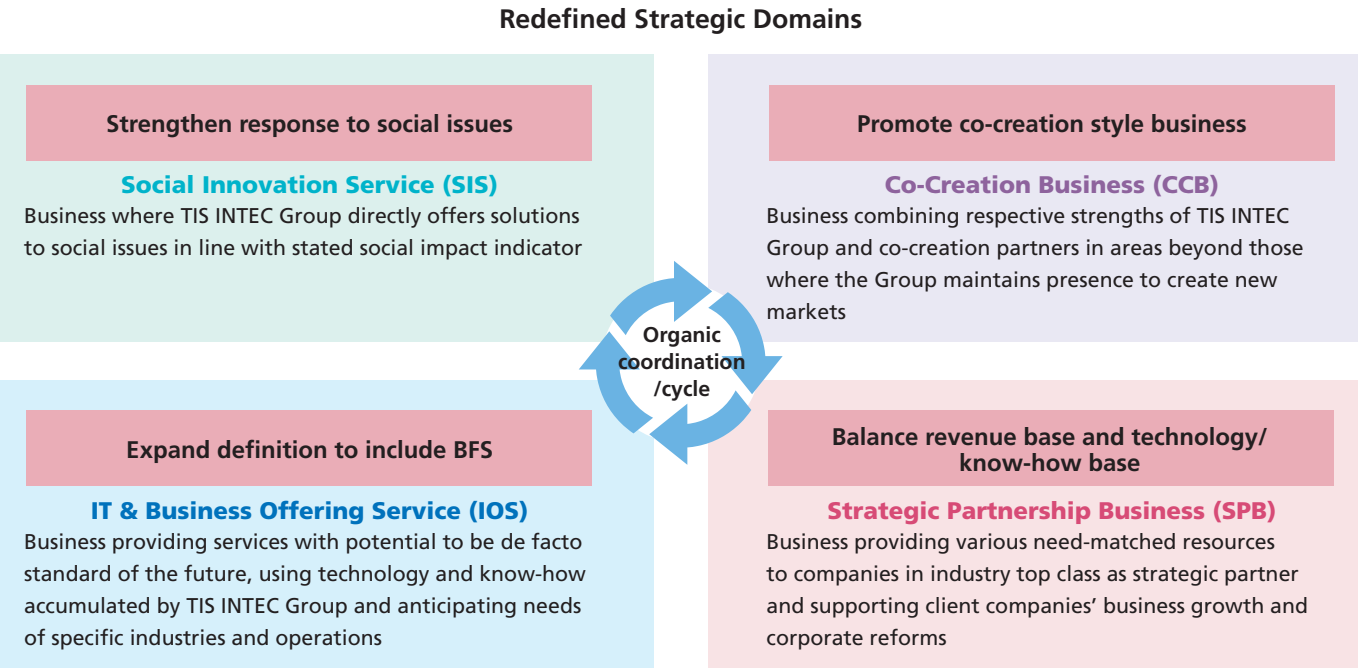 Redefined Strategic Domains
Strengthen response to social issues
Social Innovation Service (SIS)
Business where TIS INTEC Group directly offers solutions
to social issues in line with stated social impact indicator
Promote co-creation style business
Co-Creation Business (CCB)
Business combining respective strengths of TIS INTEC
Group and co-creation partners in areas beyond those
where the Group maintains presence to create new
markets
Organic
coordination
/cycle
Expand definition to include BFS
IT & Business Offering Service (IOS)
Business providing services with potential to be de facto
standard of the future, using technology and know-how
accumulated by TIS INTEC Group and anticipating needs
of specific industries and operations
Balance revenue base and technology/
know-how base
Strategic Partnership Business (SPB)
Business providing various need-matched resources
to companies in industry top class as strategic partner
and supporting client companies’ business growth and
corporate reforms